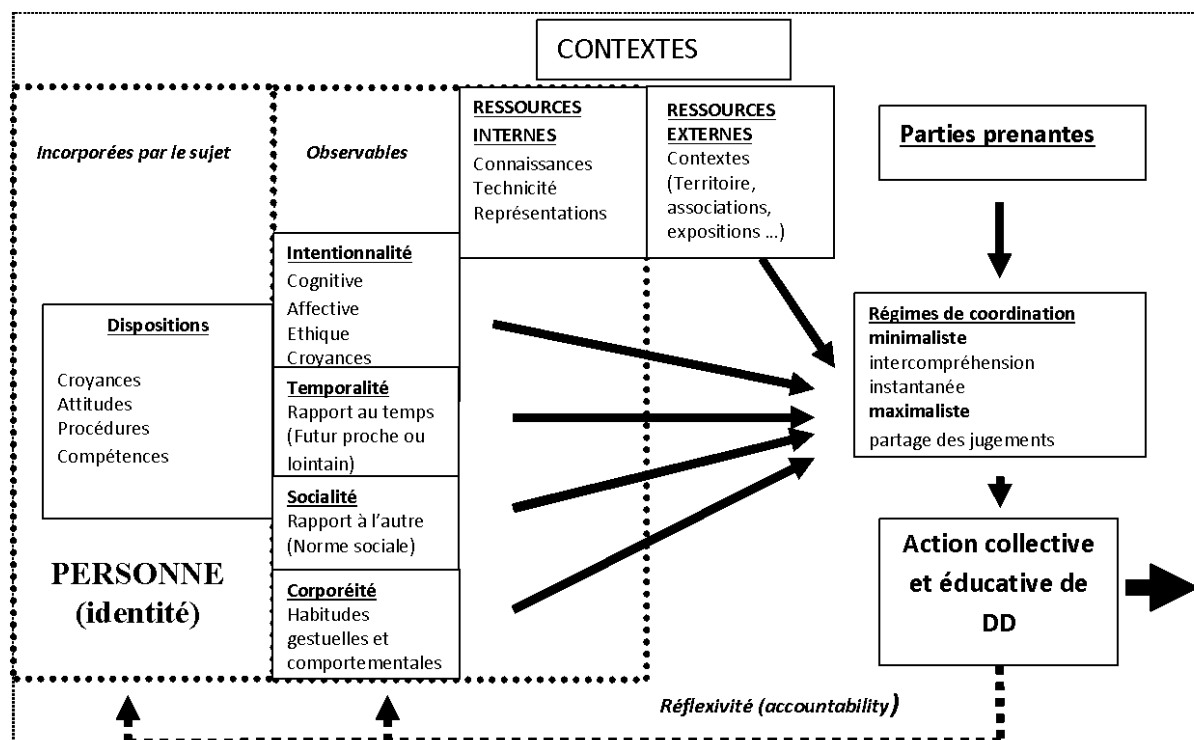 CONTEXTES
Incorporées par le sujet
Observables
RESSOURCES
INTERNES
Connaissances
Technicité
Représentations
RESSOURCES
EXTERNES
Contextes
(Territoire,
associations,
expositions ...)
Parties prenantes
Dispositions
Croyances
Attitudes
Procédures
Compétences
PERSONNE
(identité)
Intentionnalité
Cognitive
Affective
Ethique
Croyances
Temporalité
Rapport au temps
(Futur proche ou
lointain)
Socialité
Rapport à l’autre
(Norme sociale)
Corporéité
Habitudes
gestuelles et
comportementales
Régimes de coordination
minimaliste
intercompréhension
instantanée
maximaliste
partage des jugements
Action collective
et éducative de
DD
Réflexivité (accountability)